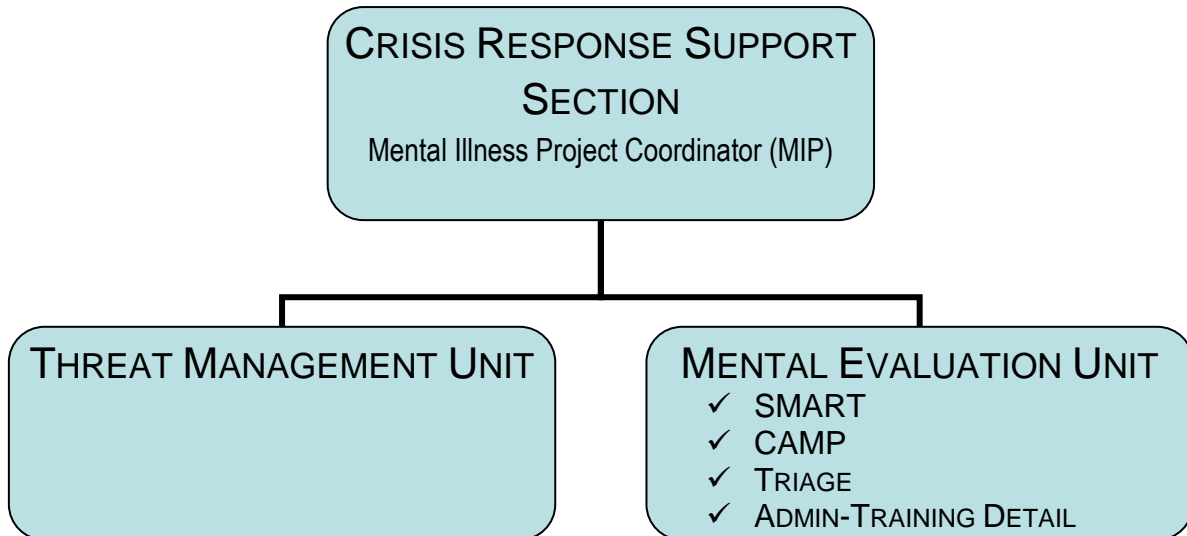 CRISIS RESPONSE SUPPORT
SECTION
Mental Illness Project Coordinator (MIP)
THREAT MANAGEMENT UNIT
MENTAL EVALUATION UNIT
✓ SMART
✓ CAMP
✓ TRIAGE
✓ ADMIN-TRAINING DETAIL